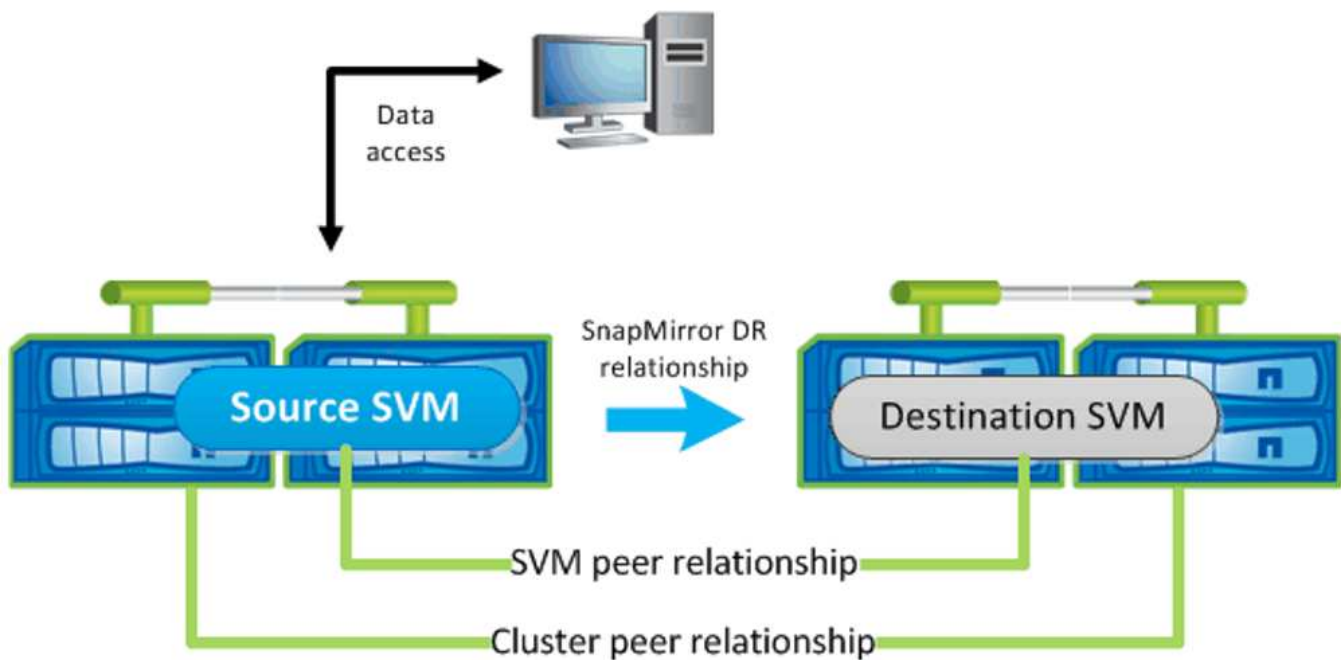 Data
access
SnapMirror DR
relationship
Source SVM
Destination SVM
SVM peer relationship
Cluster peer relationship